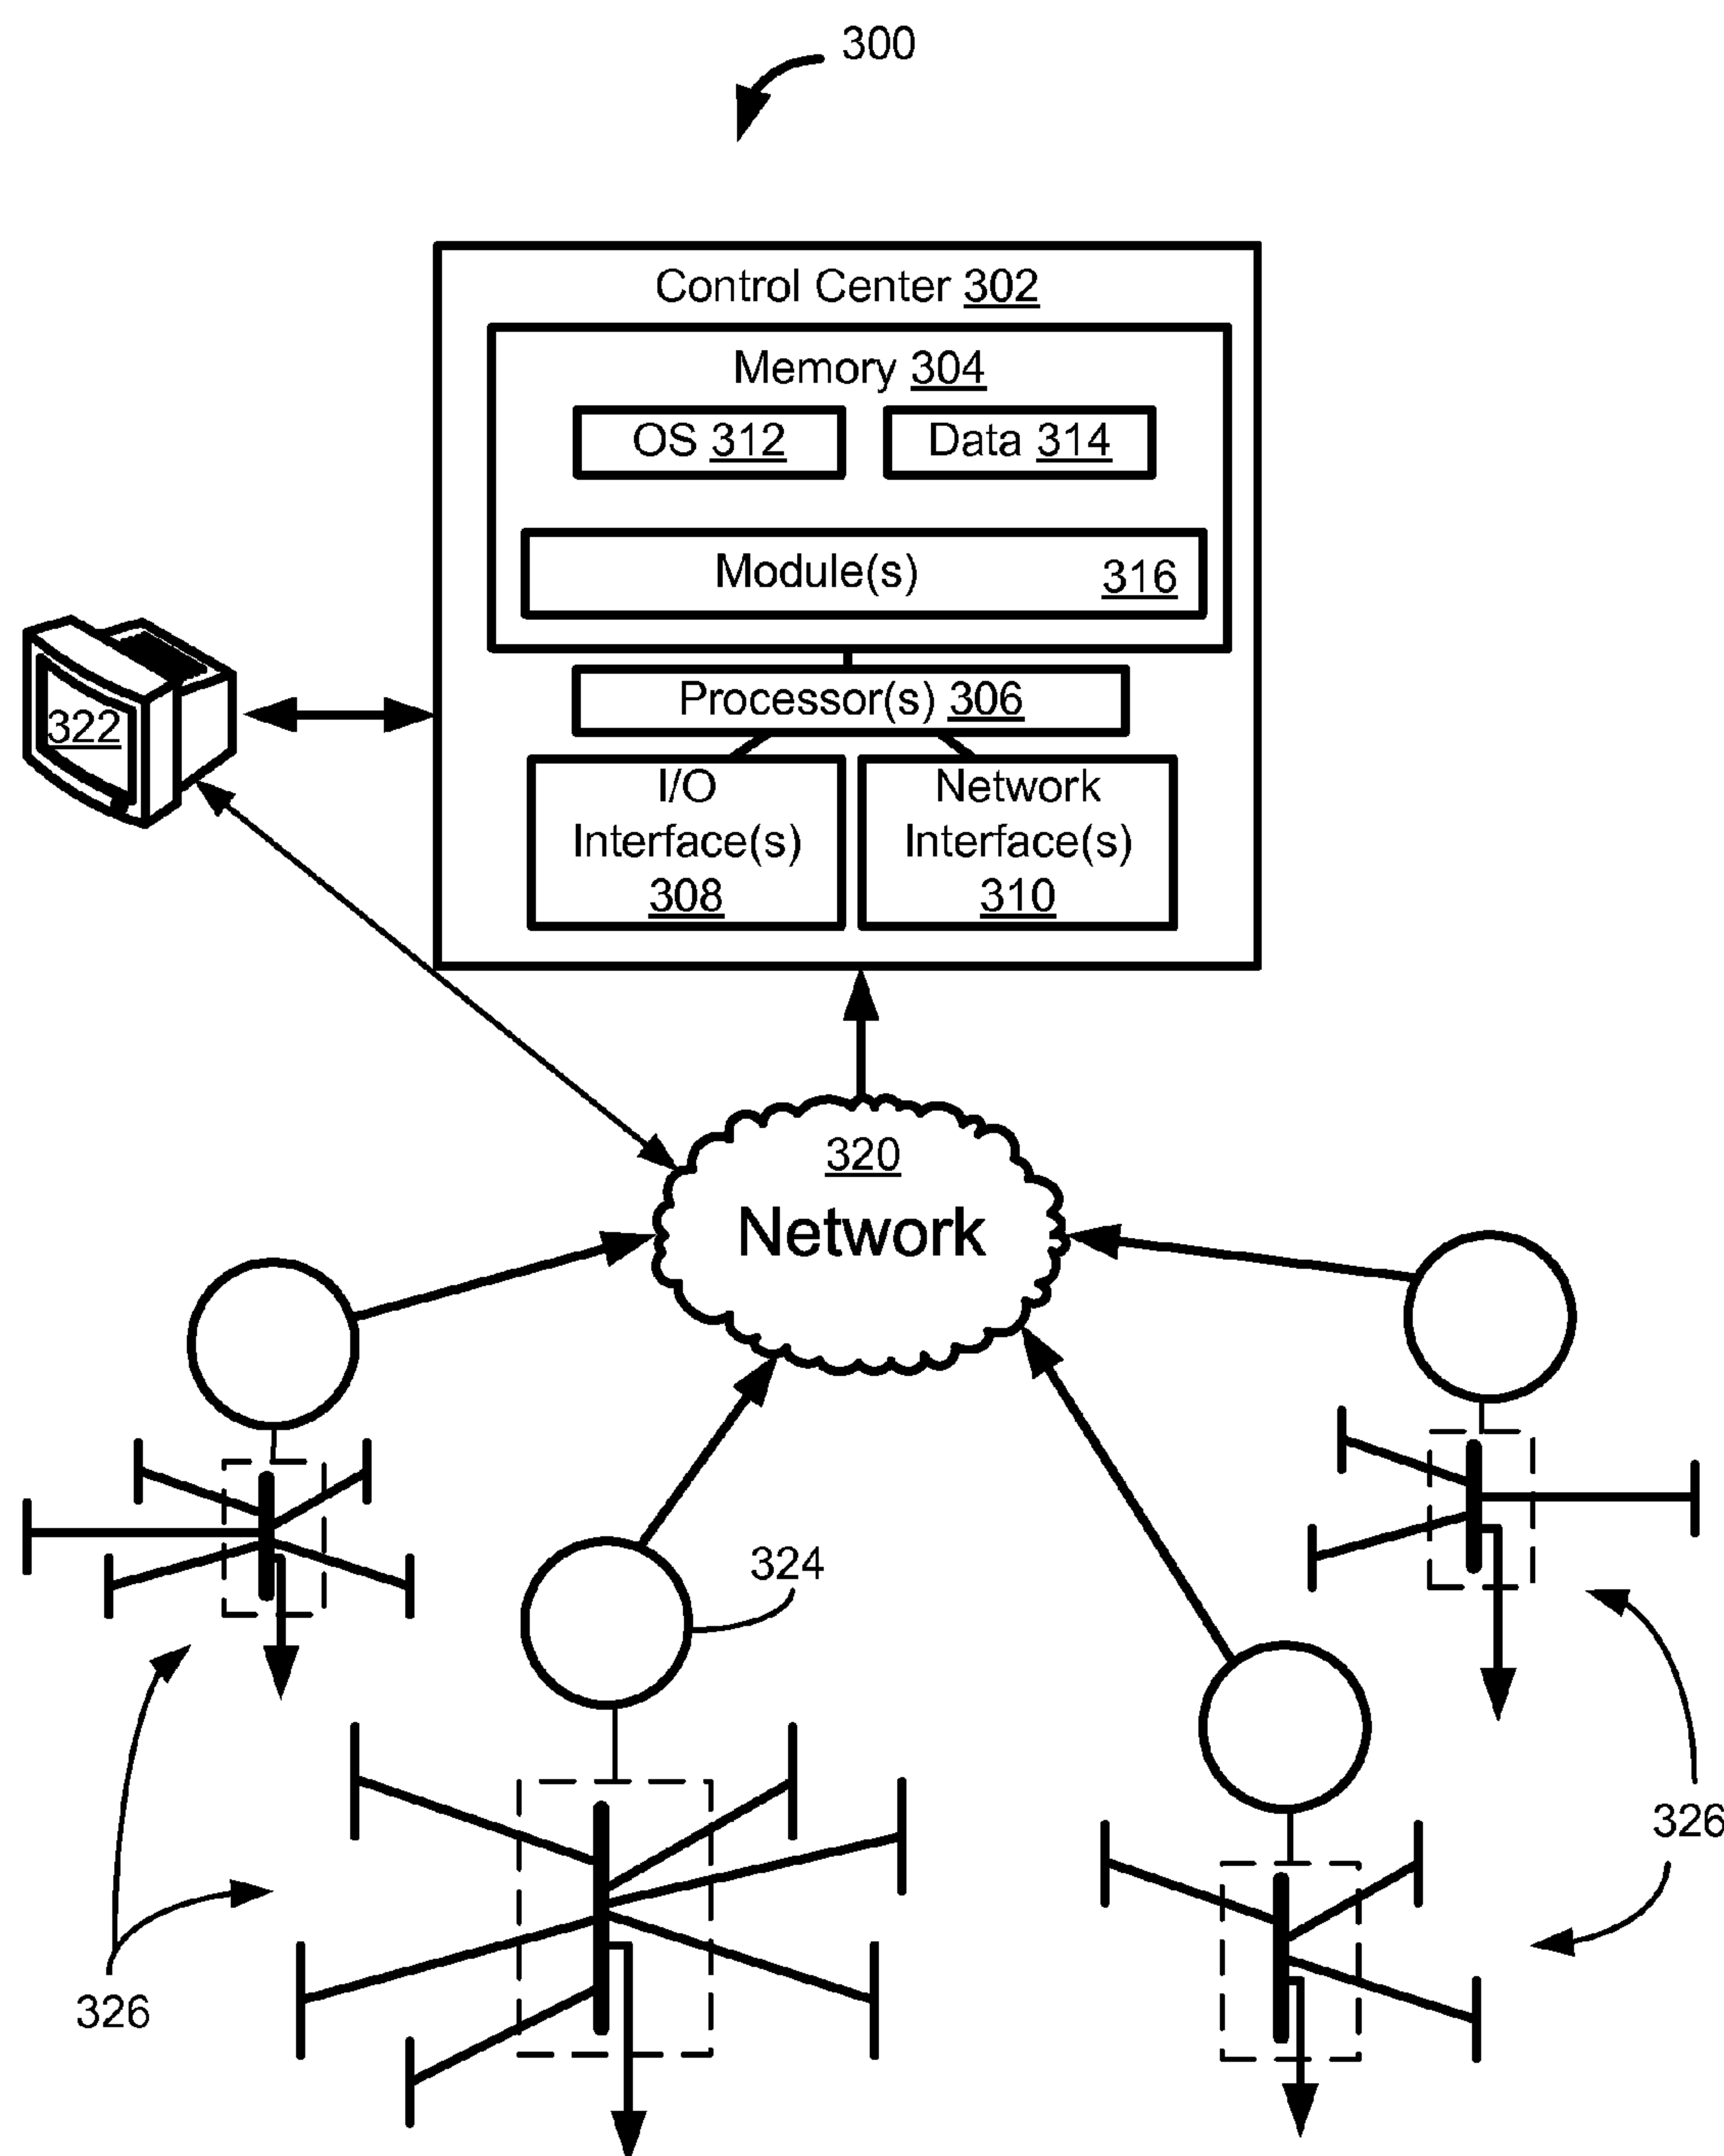 300
Control Center 302
Memory 304
OS 312
Data 314
Module(s) 316
322
Processor(s) 306
I/O
Interface(s)
308
Network
Interface(s)
310
320
Network
324
326
326